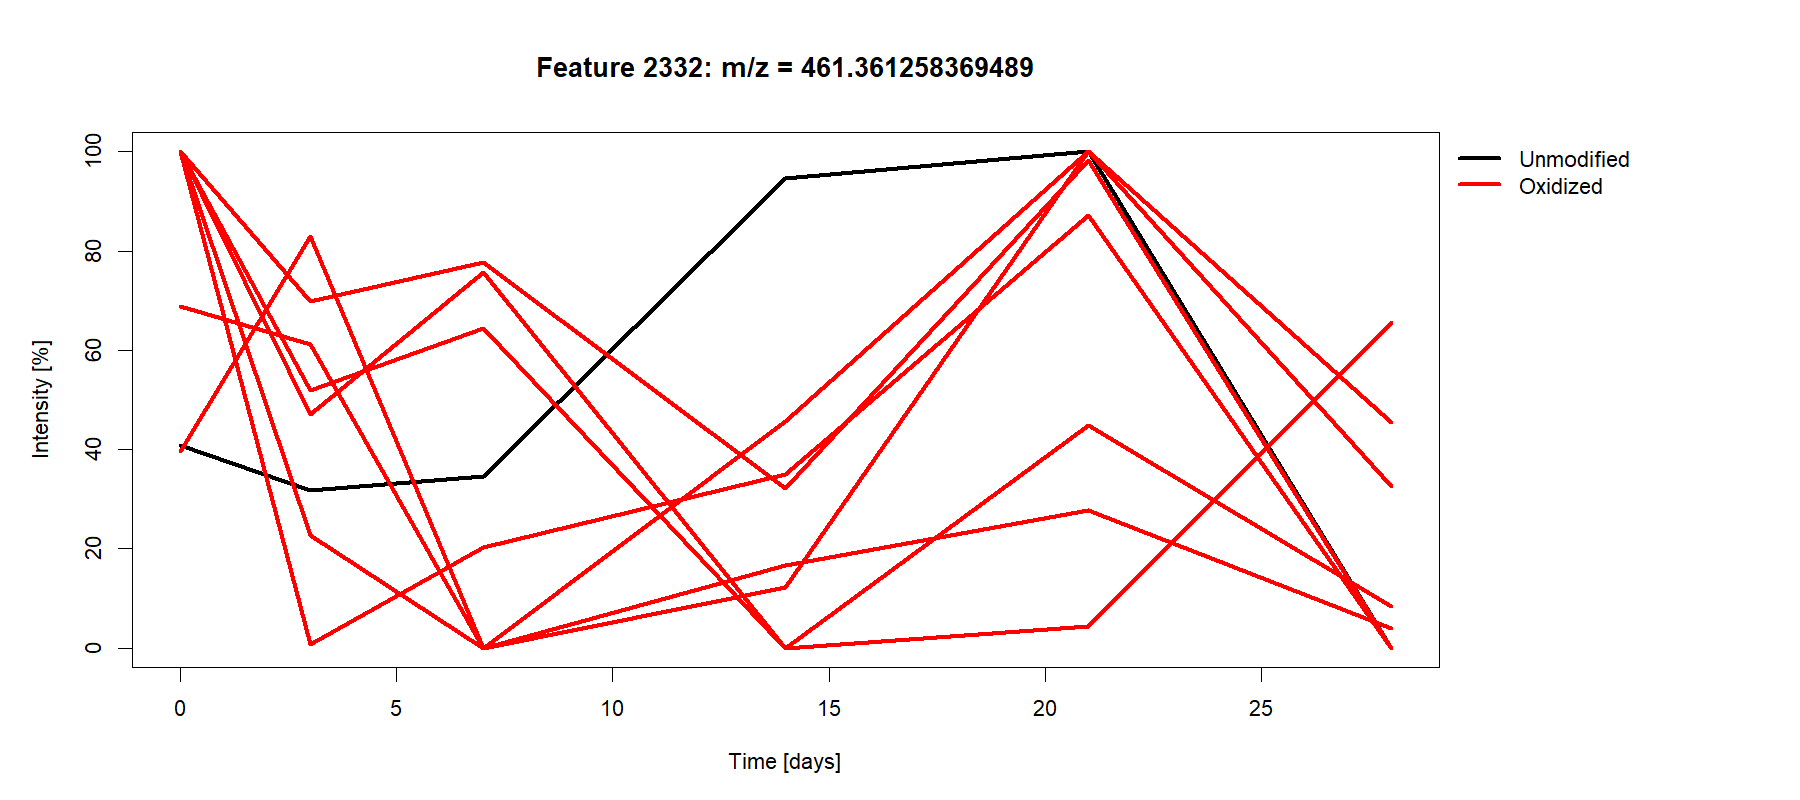 Feature 2332: m/z = 461.361258369489
Unmodified
Oxidized
Intensity [%]
100
80
60
40
20
0
0 5 10 15 20 25
Time [days]